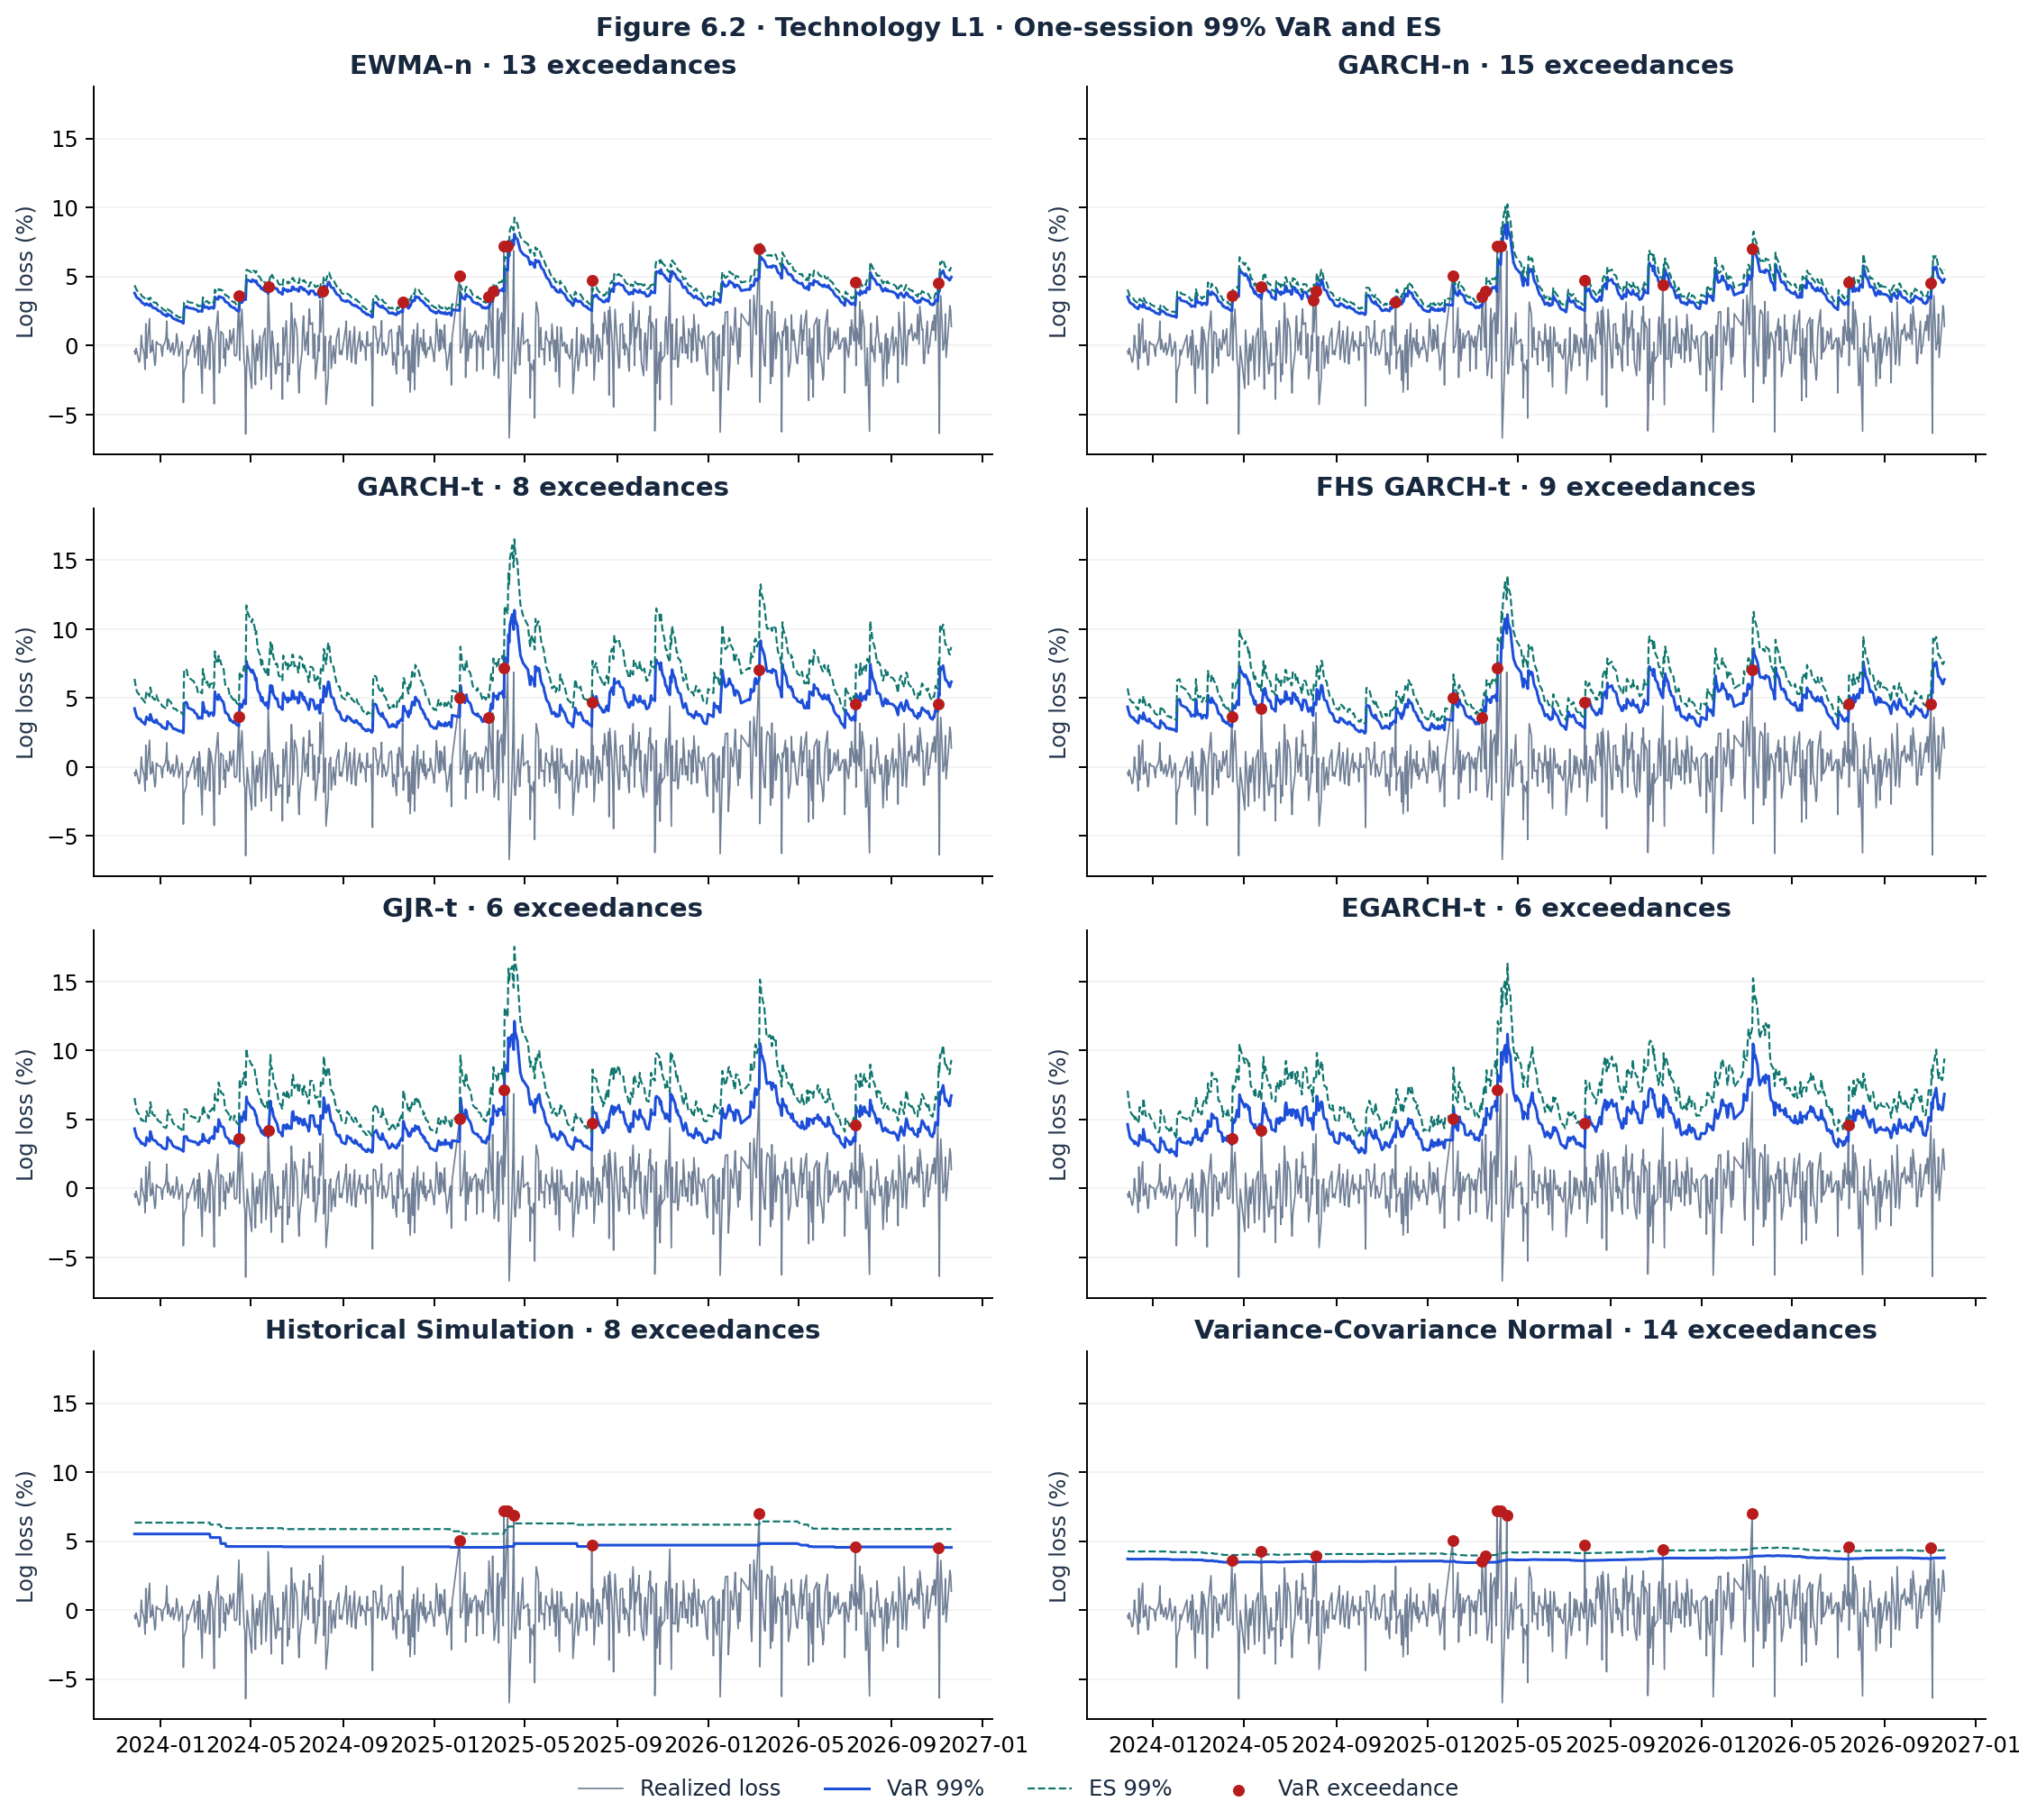 Figure 6.2 · Technology L1 · One-session 99% VaR and ES
EWMA-n · 13 exceedances
GARCH-n · 15 exceedances
Log loss (%)
15
10
5
0
−5
Log loss (%)
GARCH-t · 8 exceedances
FHS GARCH-t · 9 exceedances
Log loss (%)
15
10
5
0
−5
Log loss (%)
GJR-t · 6 exceedances
EGARCH-t · 6 exceedances
Log loss (%)
15
10
5
0
−5
Log loss (%)
Historical Simulation · 8 exceedances
Variance-Covariance Normal · 14 exceedances
Log loss (%)
15
10
5
0
−5
Log loss (%)
2024-01 2024-05 2024-09 2025-01 2025-05 2025-09 2026-01 2026-05 2026-09 2027-01
2024-01 2024-05 2024-09 2025-01 2025-05 2025-09 2026-01 2026-05 2026-09 2027-01
Realized loss VaR 99% ES 99% VaR exceedance